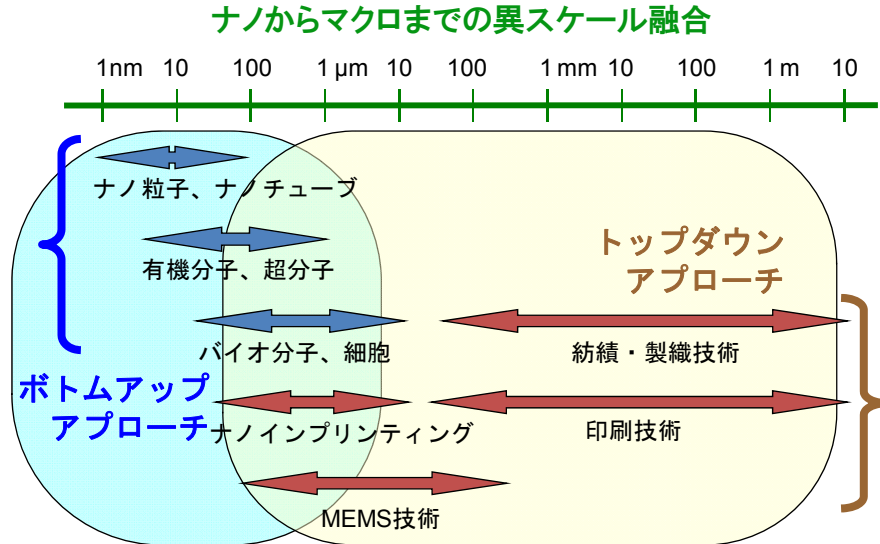 ナノからマクロまでの異スケール融合
1nm 10 100 1 μm 10 100 1 mm 10 100 1 m 10
ナノ粒子、ナノチューブ
有機分子、超分子
トップダウン
アプローチ
バイオ分子、細胞
紡績・製織技術
ボトムアップ
アプローチ
ナノインプリンティング
印刷技術
MEMS技術